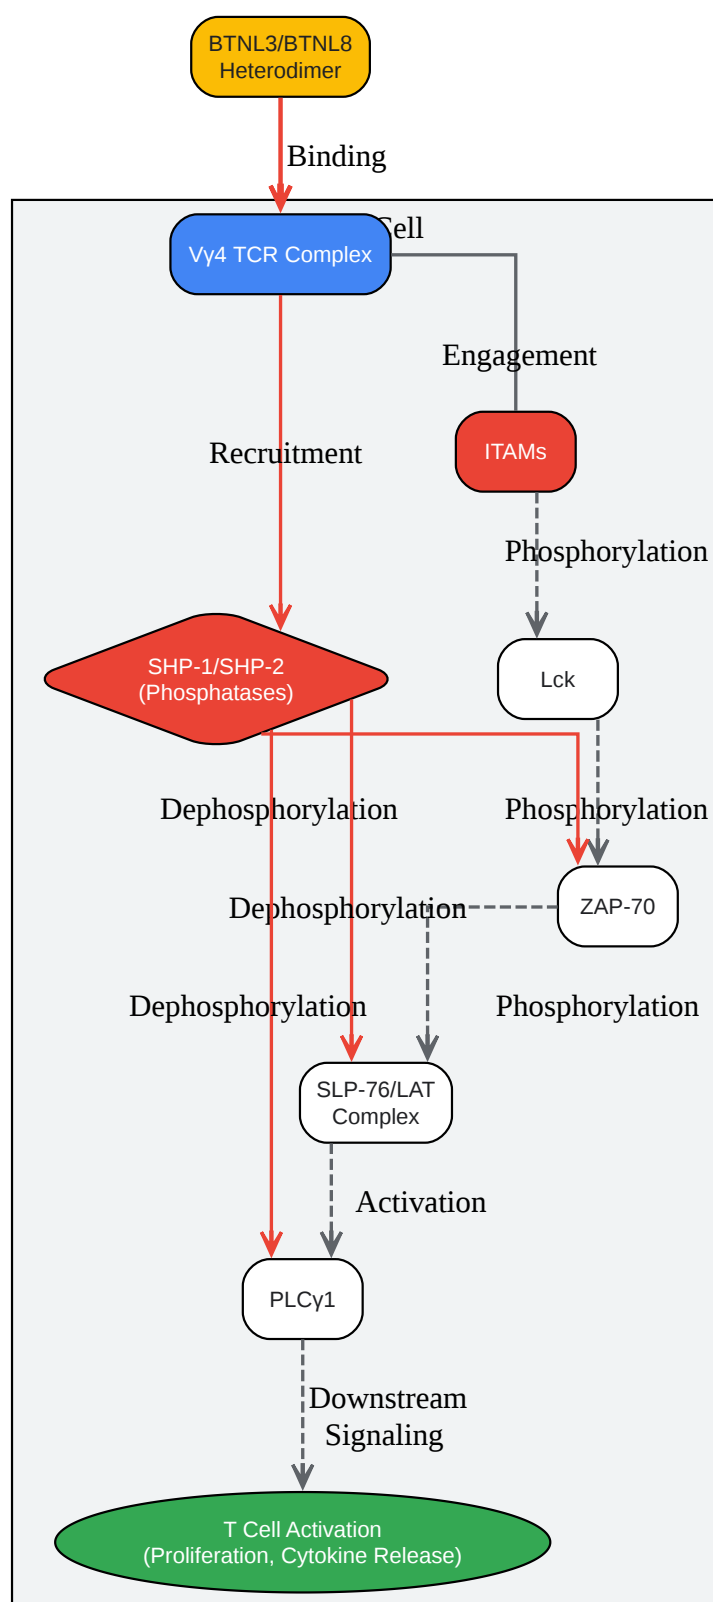 BTNL3/BTNL8
Heterodimer
Binding
Cell
Vγ4 TCR Complex
Engagement
Recruitment
ITAMs
Phosphorylation
SHP-1/SHP-2
(Phosphatases)
Lck
Dephosphorylation
Phosphorylation
ZAP-70
Dephosphorylation
Dephosphorylation
Phosphorylation
SLP-76/LAT
Complex
Activation
PLCγ1
Downstream
Signaling
T Cell Activation
(Proliferation, Cytokine Release)